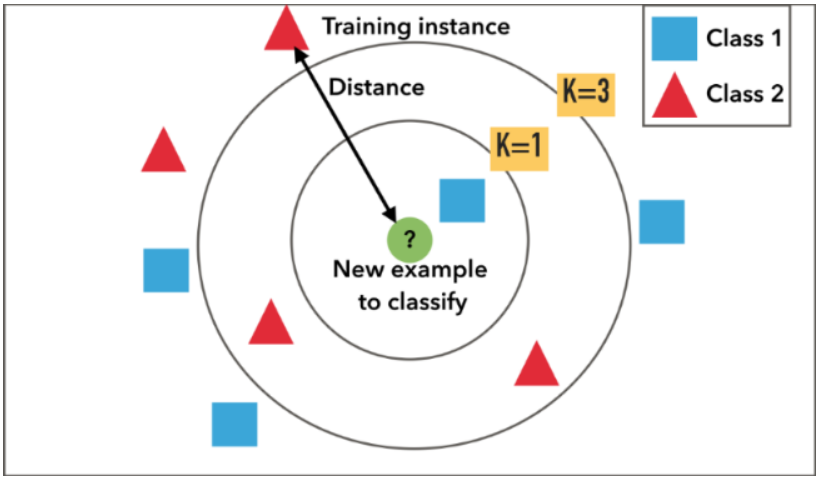 Training instance
Class 1
Distance
Class 2
K=3
K=1
?
New example
to classify